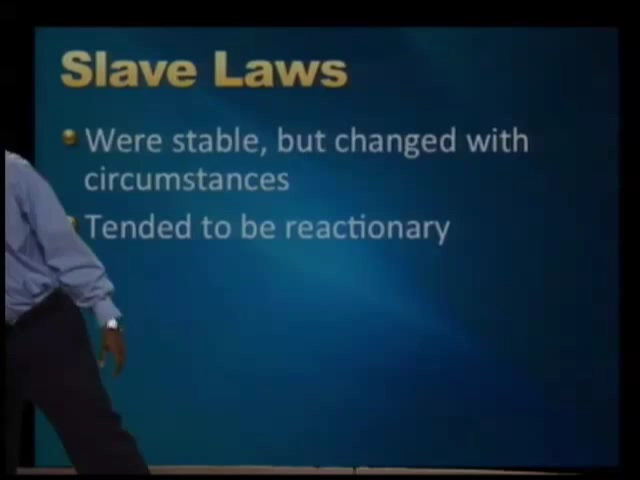 Slave Laws
Were stable, but changed with
circumstances
Tended to be reactionary